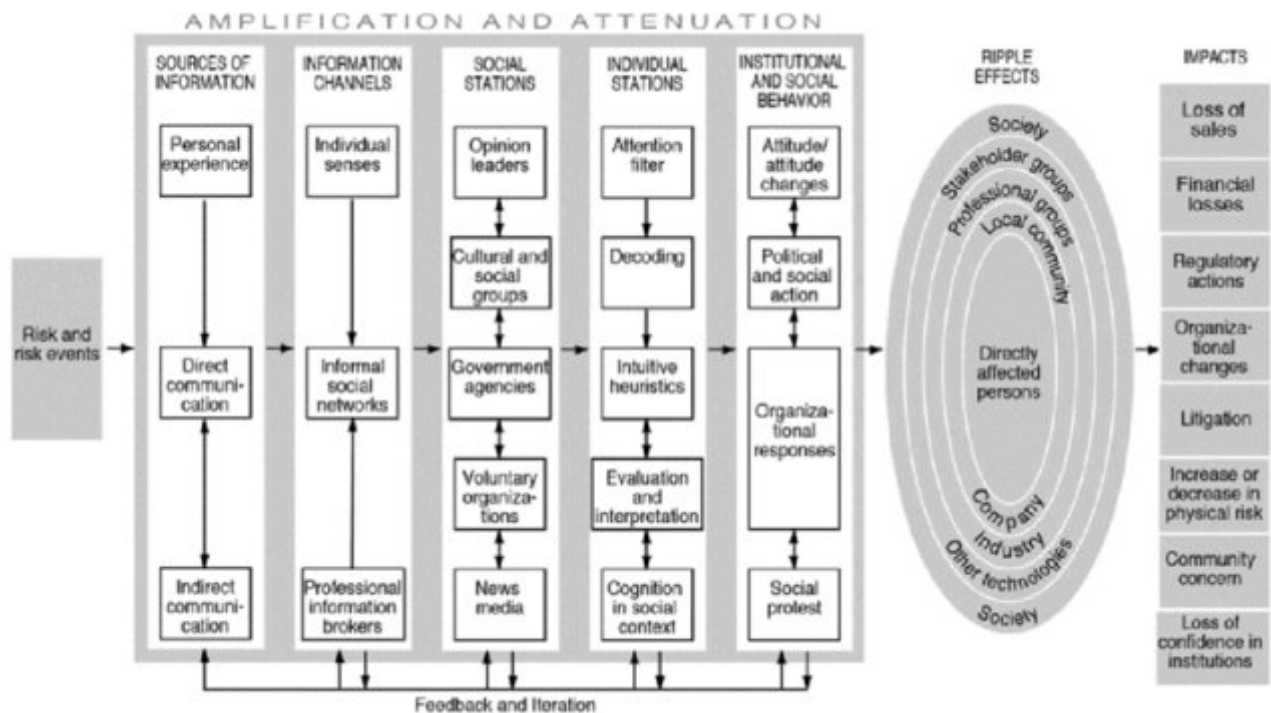 AMPLIFICATION AND ATTENUATION
SOURCES OF
INFORMATION
Personal
experience
Direct
communi-
cation
Indirect
communi-
cation
INFORMATION
CHANNELS
Individual
senses
Informal
social
networks
Professional
information
brokers
SOCIAL
STATIONS
Opinion
leaders
Cultural and
social
groups
Government
agencies
Voluntary
organiza-
tions
News
media
INDIVIDUAL
STATIONS
Attention
filter
Decoding
Intuitive
heuristics
Evaluation and
interpretation
Cognition
in social
context
INSTITUTIONAL
AND SOCIAL
BEHAVIOR
Attitude/
attitude
changes
Political
and social
action
Organizational
responses
Social
protest
Risk and
risk events
Feedback and Iteration
RIPPLE
EFFECTS
Society
Stakeholder groups
Professional groups
Local community
Directly
affected
persons
Company
Industry
Other technologies
Society
IMPACTS
Loss of
sales
Financial
losses
Regulatory
actions
Organiza-
tional
changes
Litigation
Increase or
decrease in
physical risk
Community
concern
Loss of
confidence in
institutions